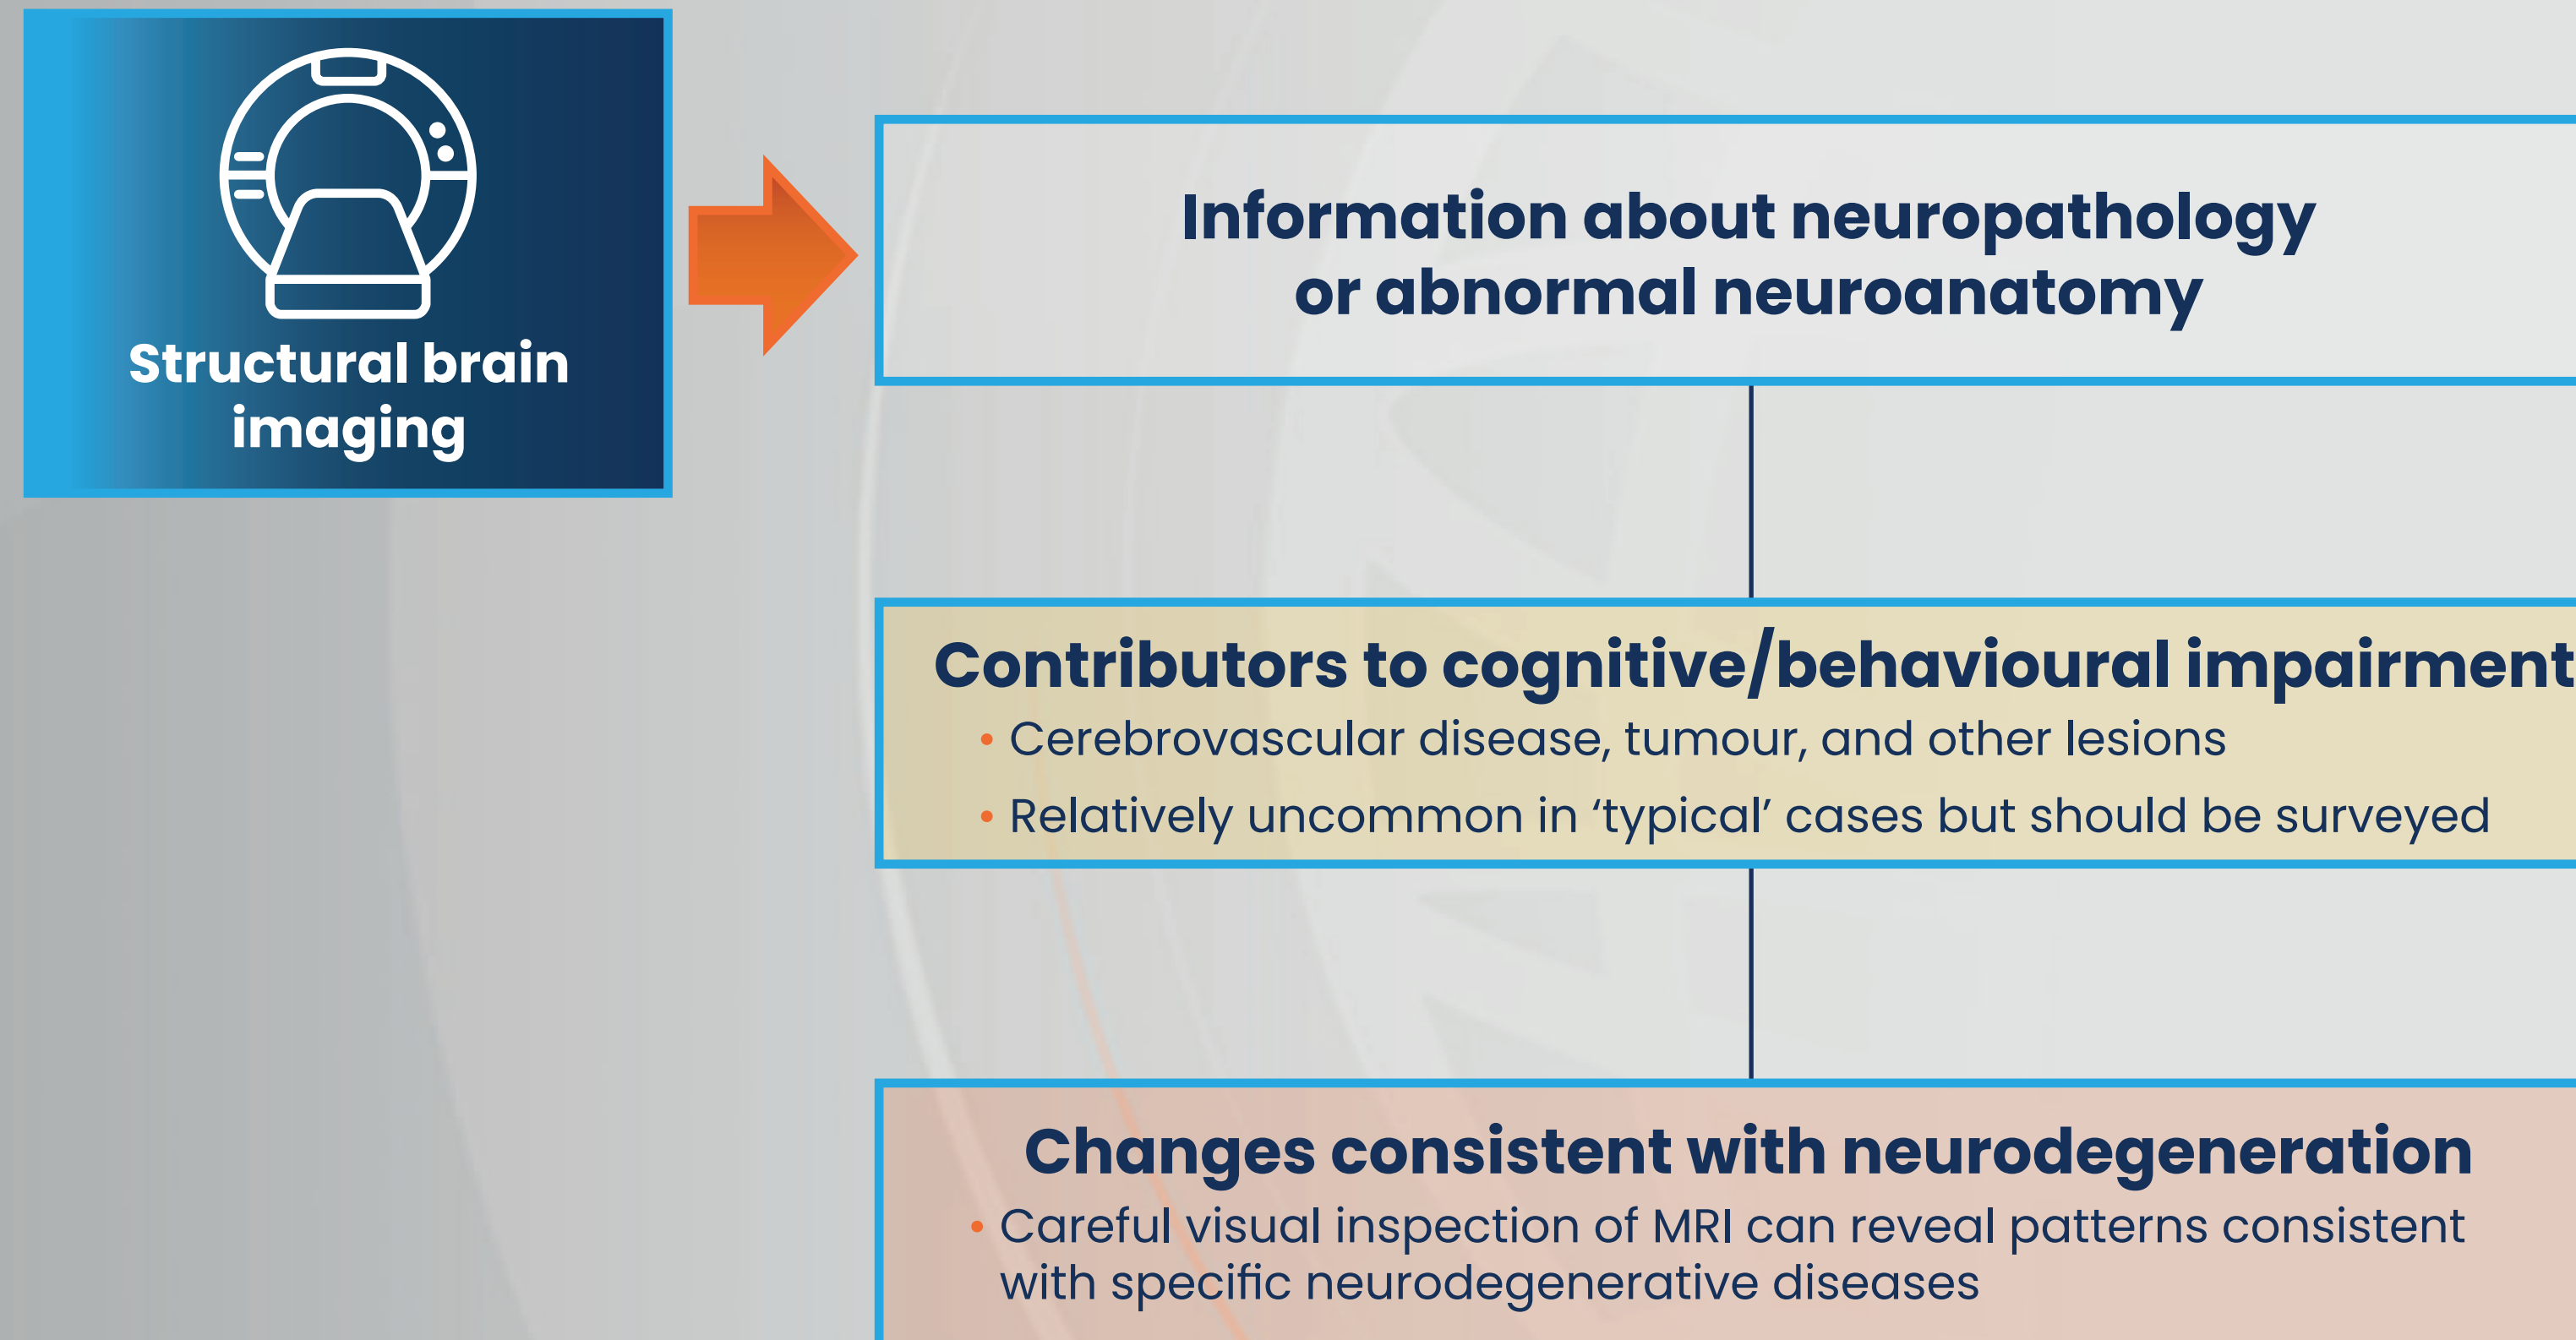 Structural brain
imaging
Information about neuropathology
or abnormal neuroanatomy
Contributors to cognitive/behavioural impairment
• Cerebrovascular disease, tumour, and other lesions
• Relatively uncommon in ‘typical’ cases but should be surveyed
Changes consistent with neurodegeneration
• Careful visual inspection of MRI can reveal patterns consistent
with specific neurodegenerative diseases